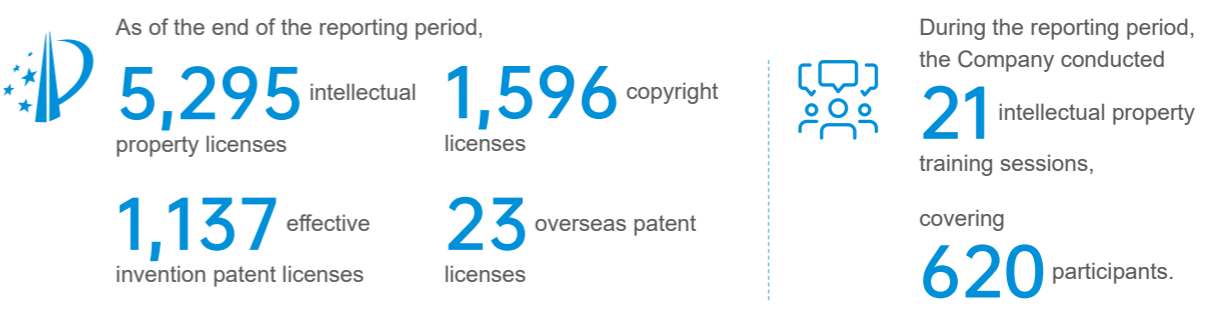 As of the end of the reporting period,
5,295 intellectual
property licenses
1,596 copyright
licenses
1,137 effective
invention patent licenses
23 overseas patent
licenses
During the reporting period,
the Company conducted
21 intellectual property
training sessions,
covering
620 participants.